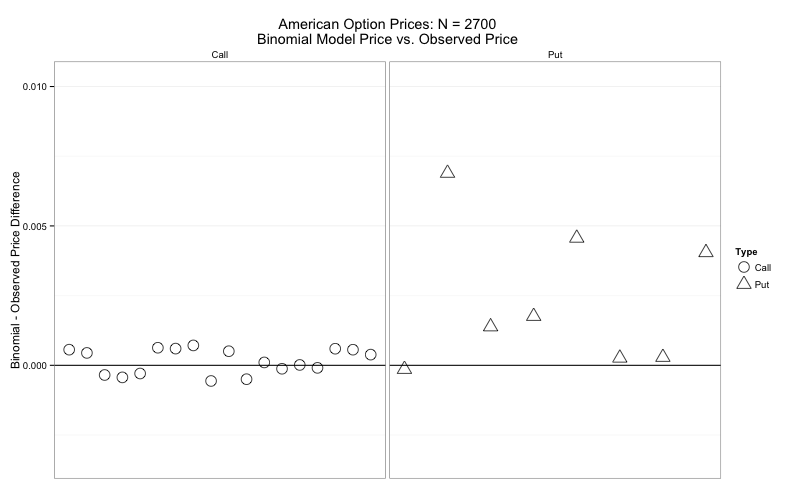 American Option Prices: N = 2700
Binomial Model Price vs. Observed Price
Call
Put
Binomial - Observed Price Difference
0.010
0.005
0.000
Type
Call
Put